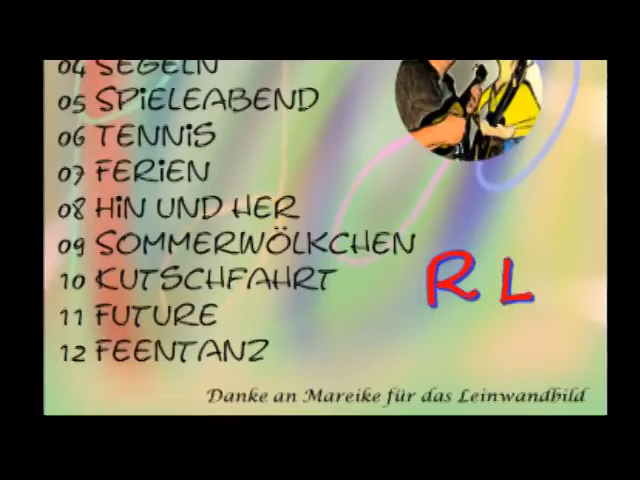 04 SEGELN
05 SPiELEABEND
06 TENNiS
07 FERiEN
08 HiN UND HER
09 SOMMERWÖLKCHEN
10 KUTSCHFAHRT
11 FUTURE
12 FEENTANZ
R L
Danke an Mareike für das Leinwandbild